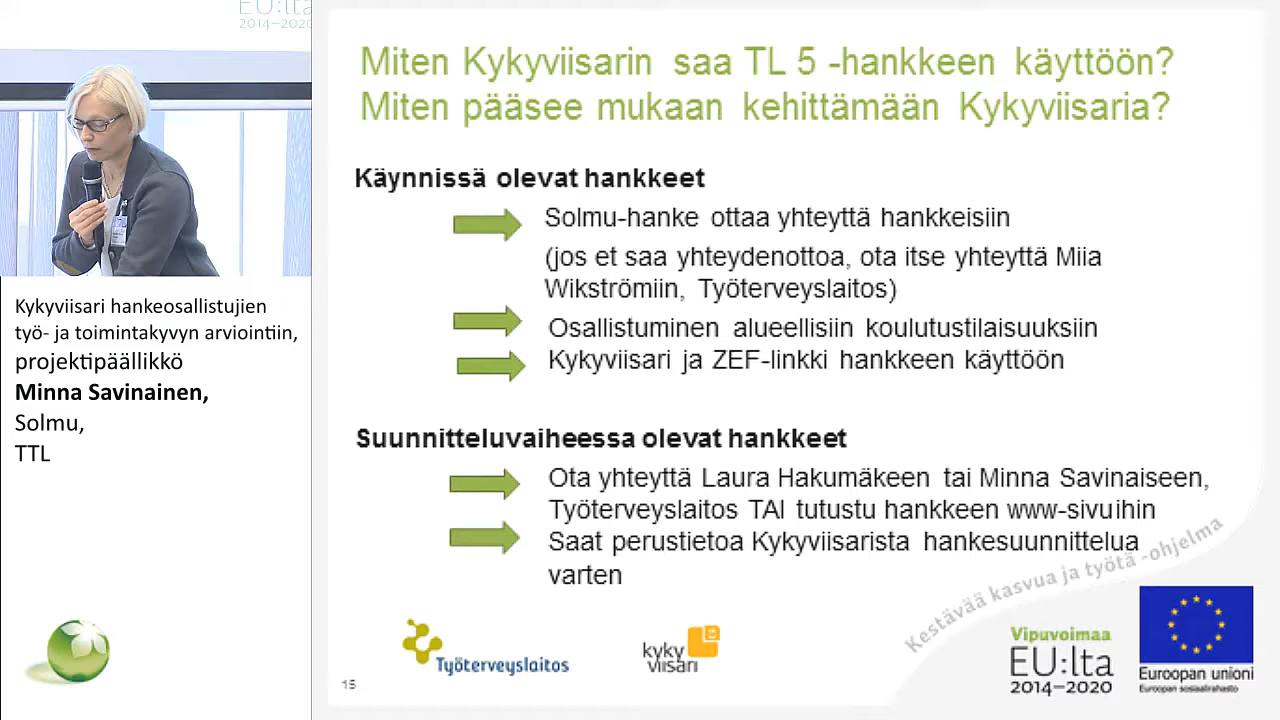 EU:lta
2014–2020
Kykyviisari hankeosallistujien
työ- ja toimintakyvyn arviointiin,
projektipäällikkö
Minna Savinainen,
Solmu,
TTL
Miten Kykyviisarin saa TL 5 -hankkeen käyttöön?
Miten pääsee mukaan kehittämään Kykyviisaria?
Käynnissä olevat hankkeet
Solmu-hanke ottaa yhteyttä hankkeisiin
(jos et saa yhteydenottoa, ota itse yhteyttä Miia
Wikströmiin, Työterveyslaitos)
Osallistuminen alueellisiin koulutustilaisuuksiin
Kykyviisari ja ZEF-linkki hankkeen käyttöön
Suunnitteluvaiheessa olevat hankkeet
Ota yhteyttä Laura Hakumäkeen tai Minna Savinaiseen,
Työterveyslaitos TAI tutustu hankkeen www-sivuihin
Saat perustietoa Kykyviisarista hankesuunnittelua
varten
Kestävää kasvua ja työtä -ohjelma
Työterveyslaitos
kyky
viisari
Vipuvoimaa
EU:lta
2014–2020
Euroopan unioni
Euroopan sosiaalirahasto
15